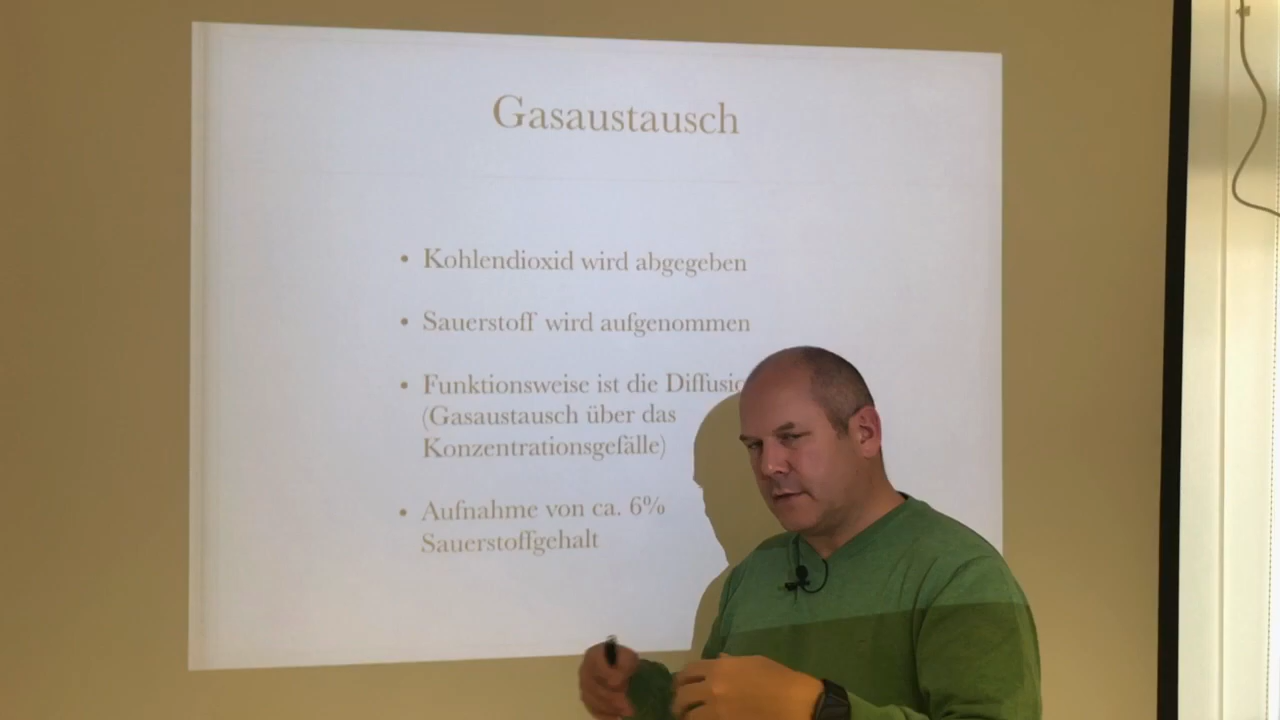 Gasaustausch
• Kohlendioxid wird abgegeben
• Sauerstoff wird aufgenommen
• Funktionsweise ist die
(Gasaustausch über das
Konzentrationsgefälle)
• Aufnahme von ca. 6%
Sauerstoffgehalt